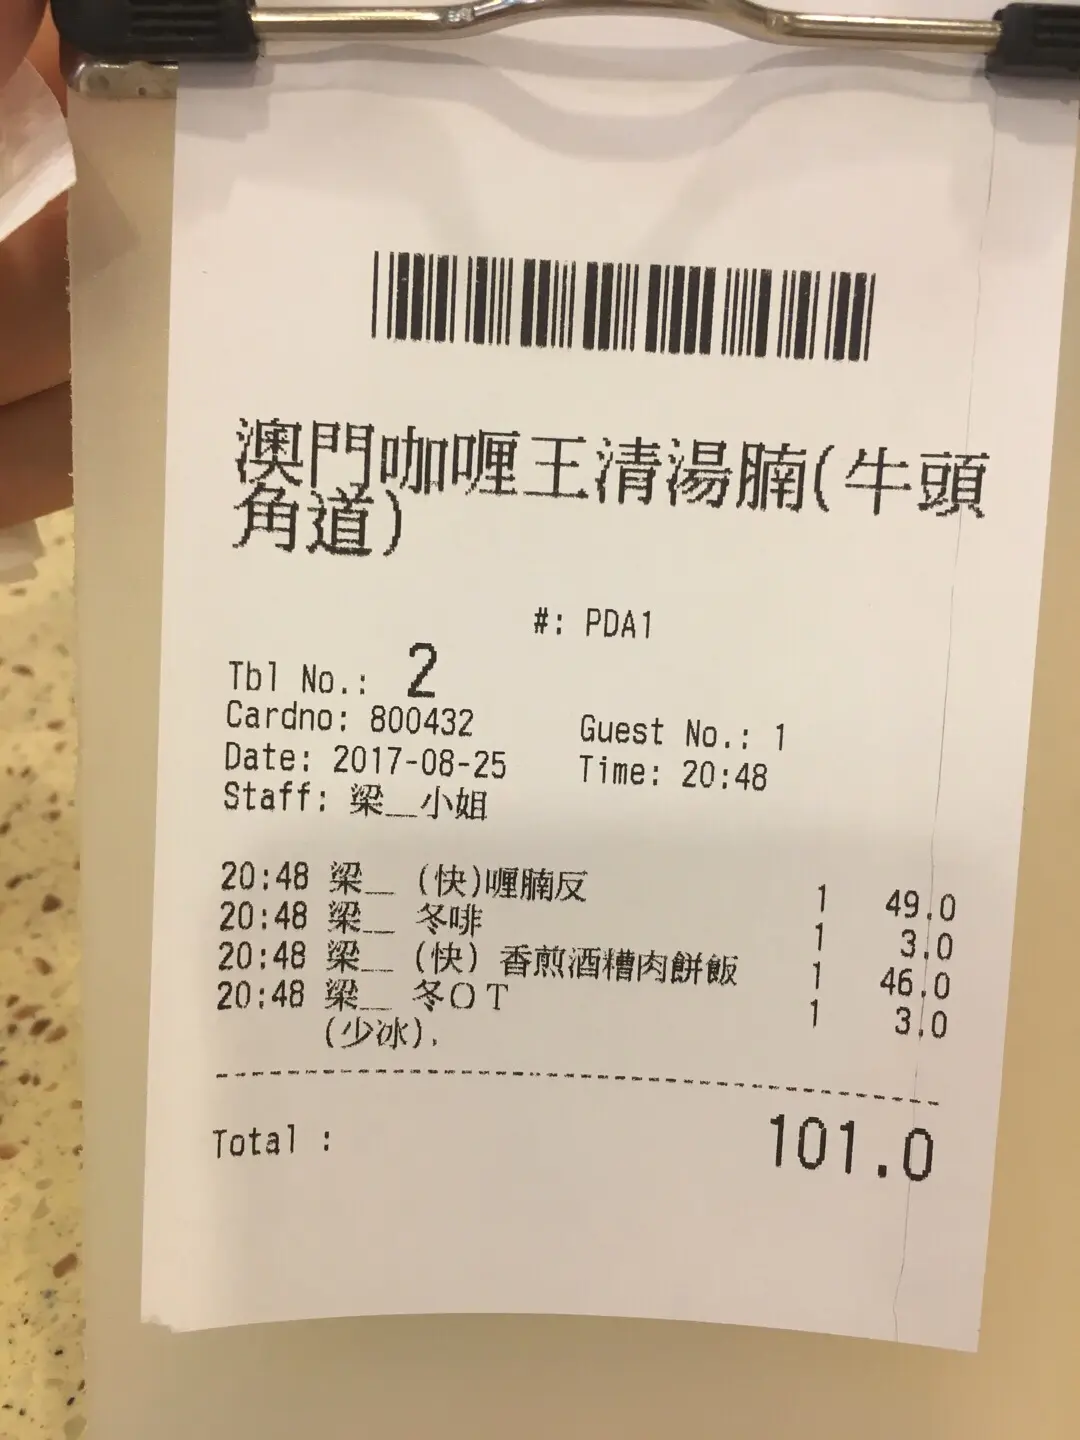 澳門咖喱王清湯腩(牛頭
角道)
#: PDA1
Tbl No.: 2
Cardno: 800432 Guest No.: 1
Date: 2017-08-25 Time: 20:48
Staff: 梁__小姐
20:48 梁__ (快)喱腩反 1 49.0
20:48 梁__ 冬啡 1 3.0
20:48 梁__ (快) 香煎酒糟肉餅飯 1 46.0
20:48 梁__ 冬OT 1 3.0
(少冰).
Total : 101.0